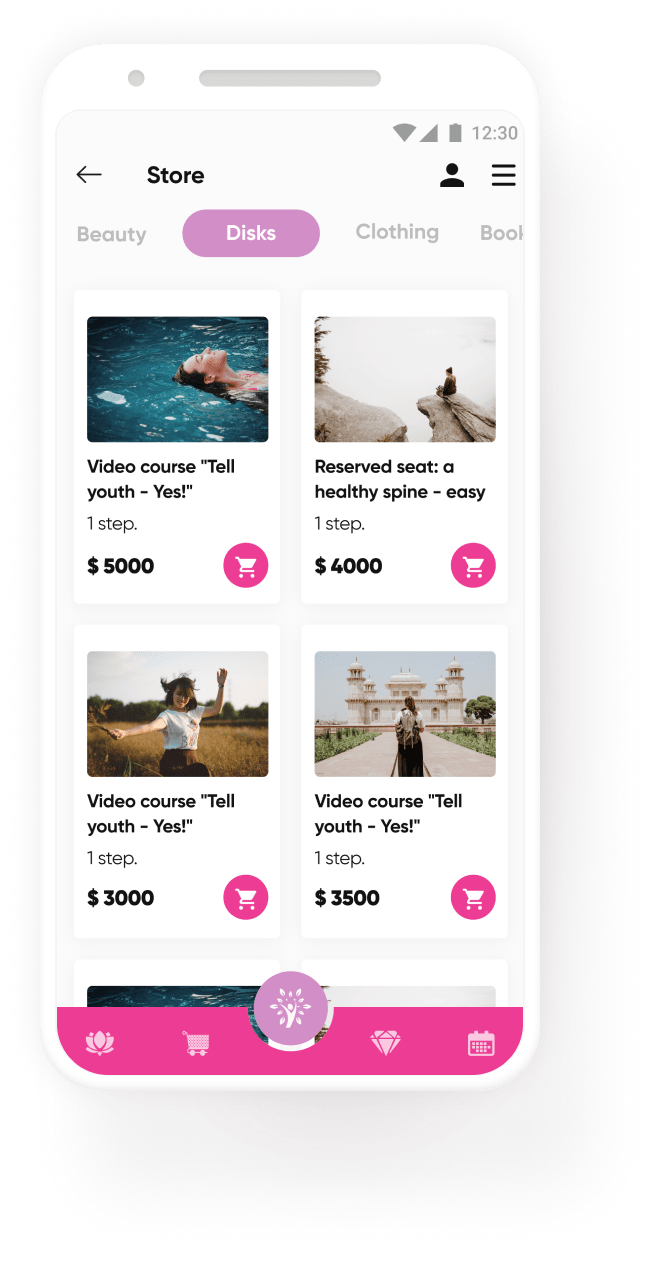 12:30
Store
Beauty Disks Clothing Book
Video course "Tell
youth - Yes!"
1 step.
$ 5000
Reserved seat: a
healthy spine - easy
1 step.
$ 4000
Video course "Tell
youth - Yes!"
1 step.
$ 3000
Video course "Tell
youth - Yes!"
1 step.
$ 3500